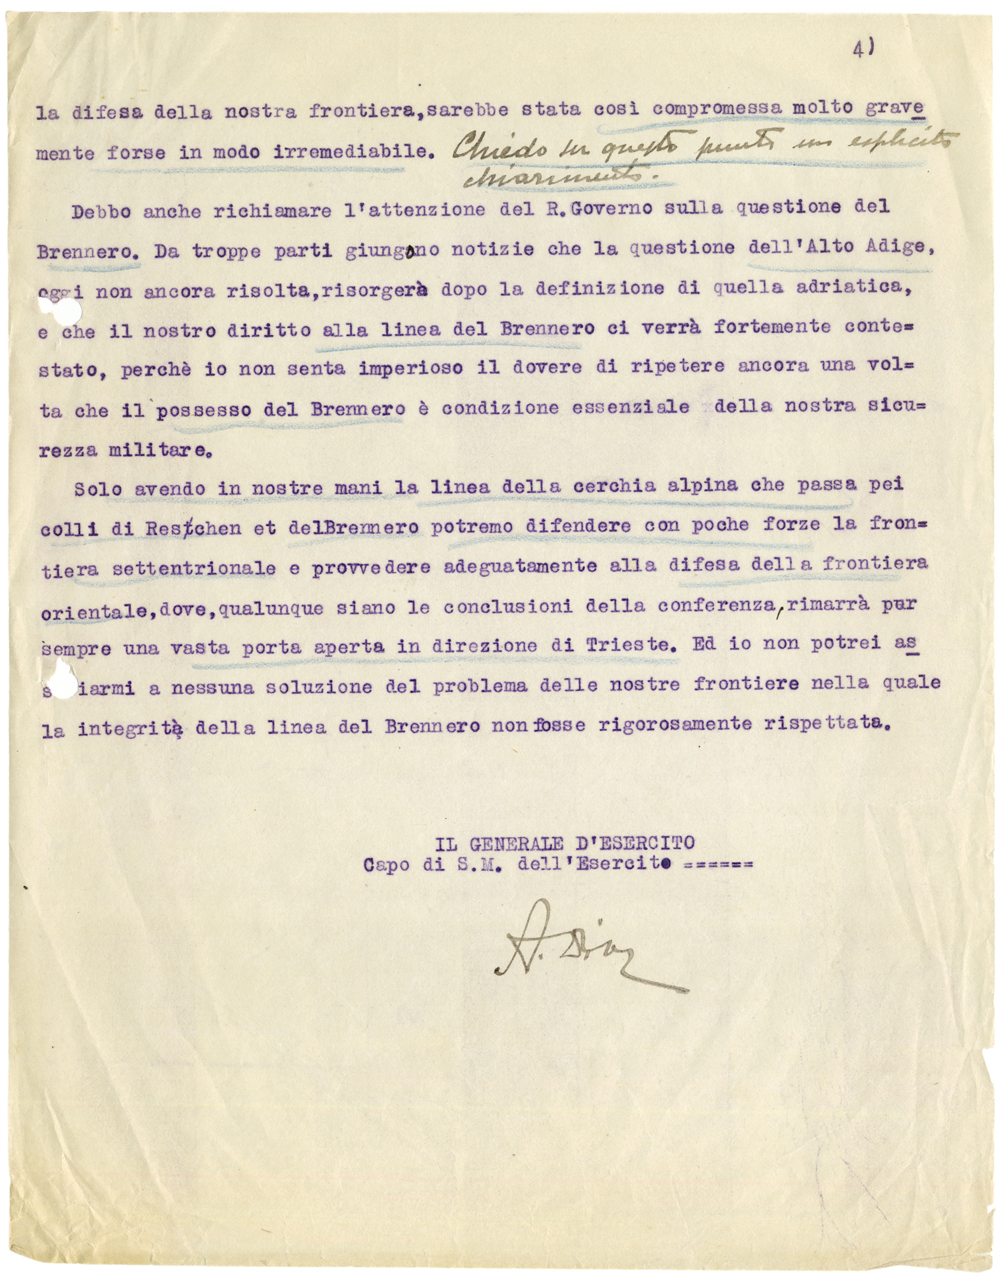 4)
la difesa della nostra frontiera,sarebbe stata così compromessa molto grave
mente forse in modo irremediabile. Chiedo su questo punto un esplicito
chiarimento.
Debbo anche richiamare l'attenzione del R.Governo sulla questione del
Brennero. Da troppe parti giungono notizie che la questione dell'Alto Adige,
oggi non ancora risolta,risorgerà dopo la definizione di quella adriatica,
e che il nostro diritto alla linea del Brennero ci verrà fortemente conte=
stato, perchè io non senta imperioso il dovere di ripetere ancora una vol=
ta che il possesso del Brennero è condizione essenziale della nostra sicu=
rezza militare.
Solo avendo in nostre mani la linea della cerchia alpina che passa pei
colli di Restchen et delBrennero potremo difendere con poche forze la fron=
tiera settentrionale e provvedere adeguatamente alla difesa della frontiera
orientale,dove,qualunque siano le conclusioni della conferenza,rimarrà pur
sempre una vasta porta aperta in direzione di Trieste. Ed io non potrei as
s iarmi a nessuna soluzione del problema delle nostre frontiere nella quale
la integrità della linea del Brennero non fosse rigorosamente rispettata.
IL GENERALE D'ESERCITO
Capo di S.M. dell'Esercito ======
A. Diaz